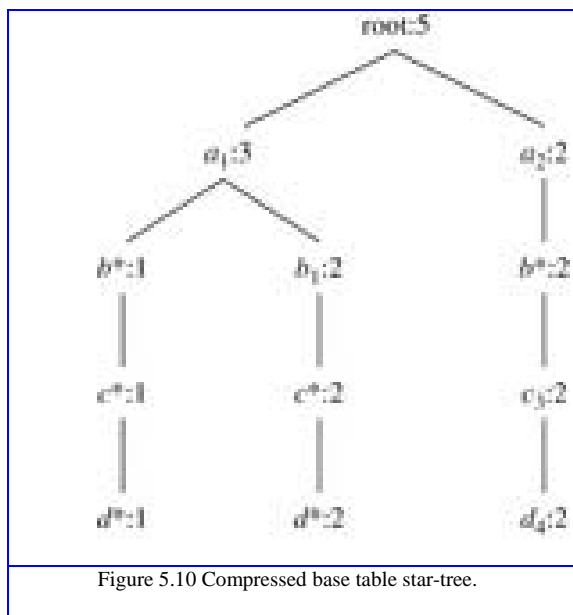 root:5
a₁:3 a₂:2
b*:1 b₁:2 b*:2
c*:1 c*:2 c₃:2
d*:1 d*:2 d₄:2
Figure 5.10 Compressed base table star-tree.